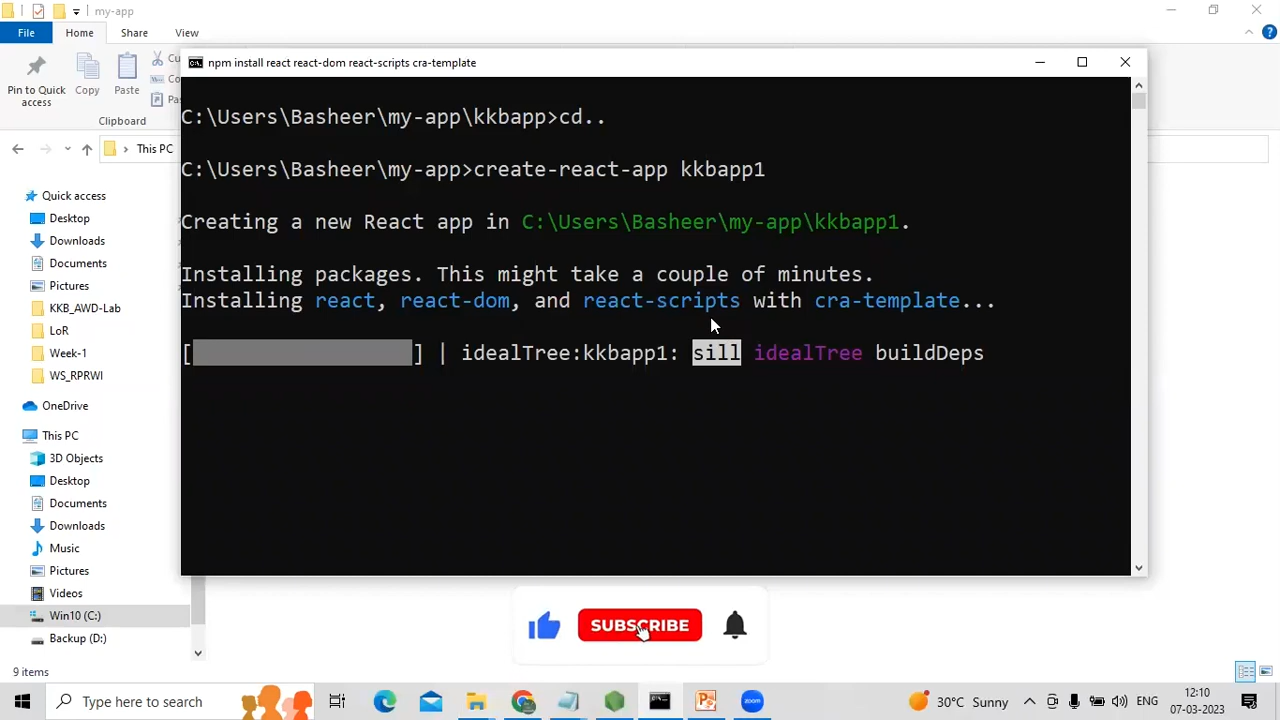 my-app
File
Home
Share
View
Pin to Quick access
Copy
Paste
Cu
Co
Pas
Clipboard
This PC
npm install react react-dom react-scripts cra-template
C:\Users\Basheer\my-app\kkbapp>cd..
C:\Users\Basheer\my-app>create-react-app kkbapp1
Creating a new React app in C:\Users\Basheer\my-app\kkbapp1.
Installing packages. This might take a couple of minutes.
Installing react, react-dom, and react-scripts with cra-template...
[ ] | idealTree:kkbapp1: sill idealTree buildDeps
Quick access
Desktop
Downloads
Documents
Pictures
KKB_AWD-Lab
LoR
Week-1
WS_RPRWI
OneDrive
This PC
3D Objects
Desktop
Documents
Downloads
Music
Pictures
Videos
Win10 (C:)
Backup (D:)
9 items
SUBSCRIBE
Type here to search
zoom
30°C Sunny
ENG
12:10
07-03-2023